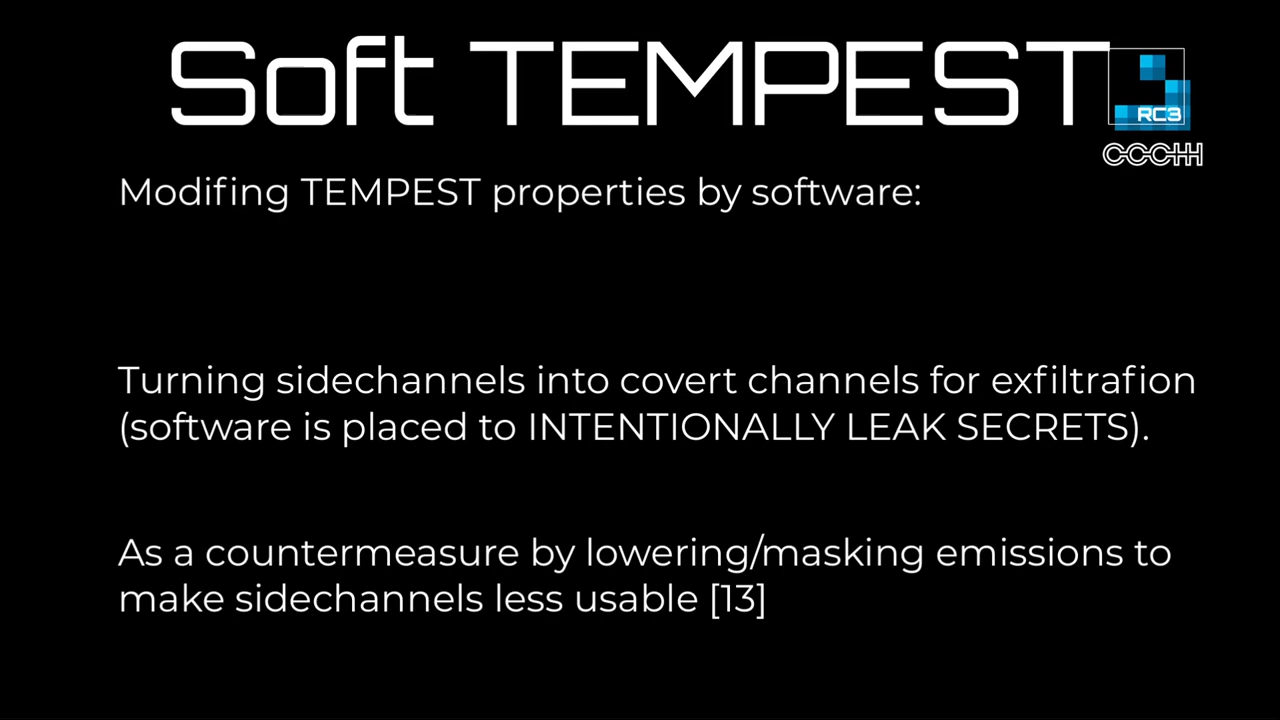 Soft TEMPEST
RC3
CCCHH
Modifing TEMPEST properties by software:
Turning sidechannels into covert channels for exfiltrafion
(software is placed to INTENTIONALLY LEAK SECRETS).
As a countermeasure by lowering/masking emissions to
make sidechannels less usable [13]